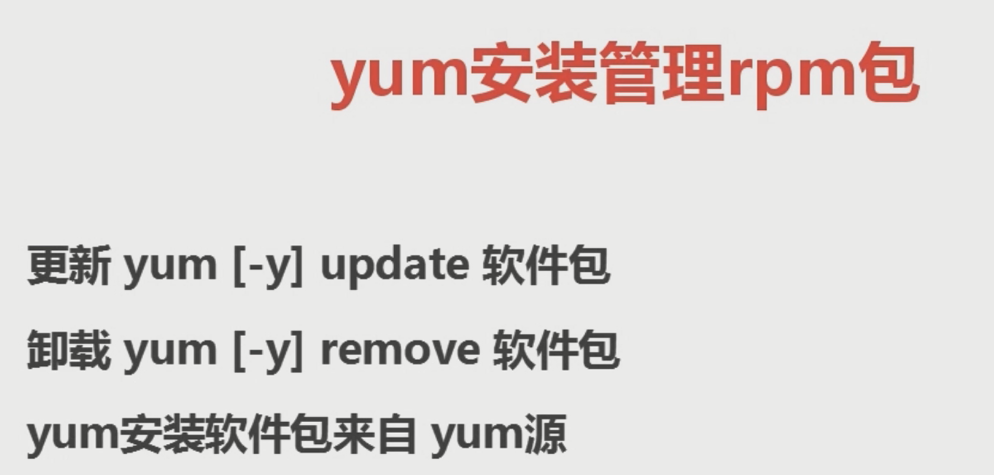 yum安装管理rpm包
更新 yum [-y] update 软件包
卸载 yum [-y] remove 软件包
yum安装软件包来自 yum源